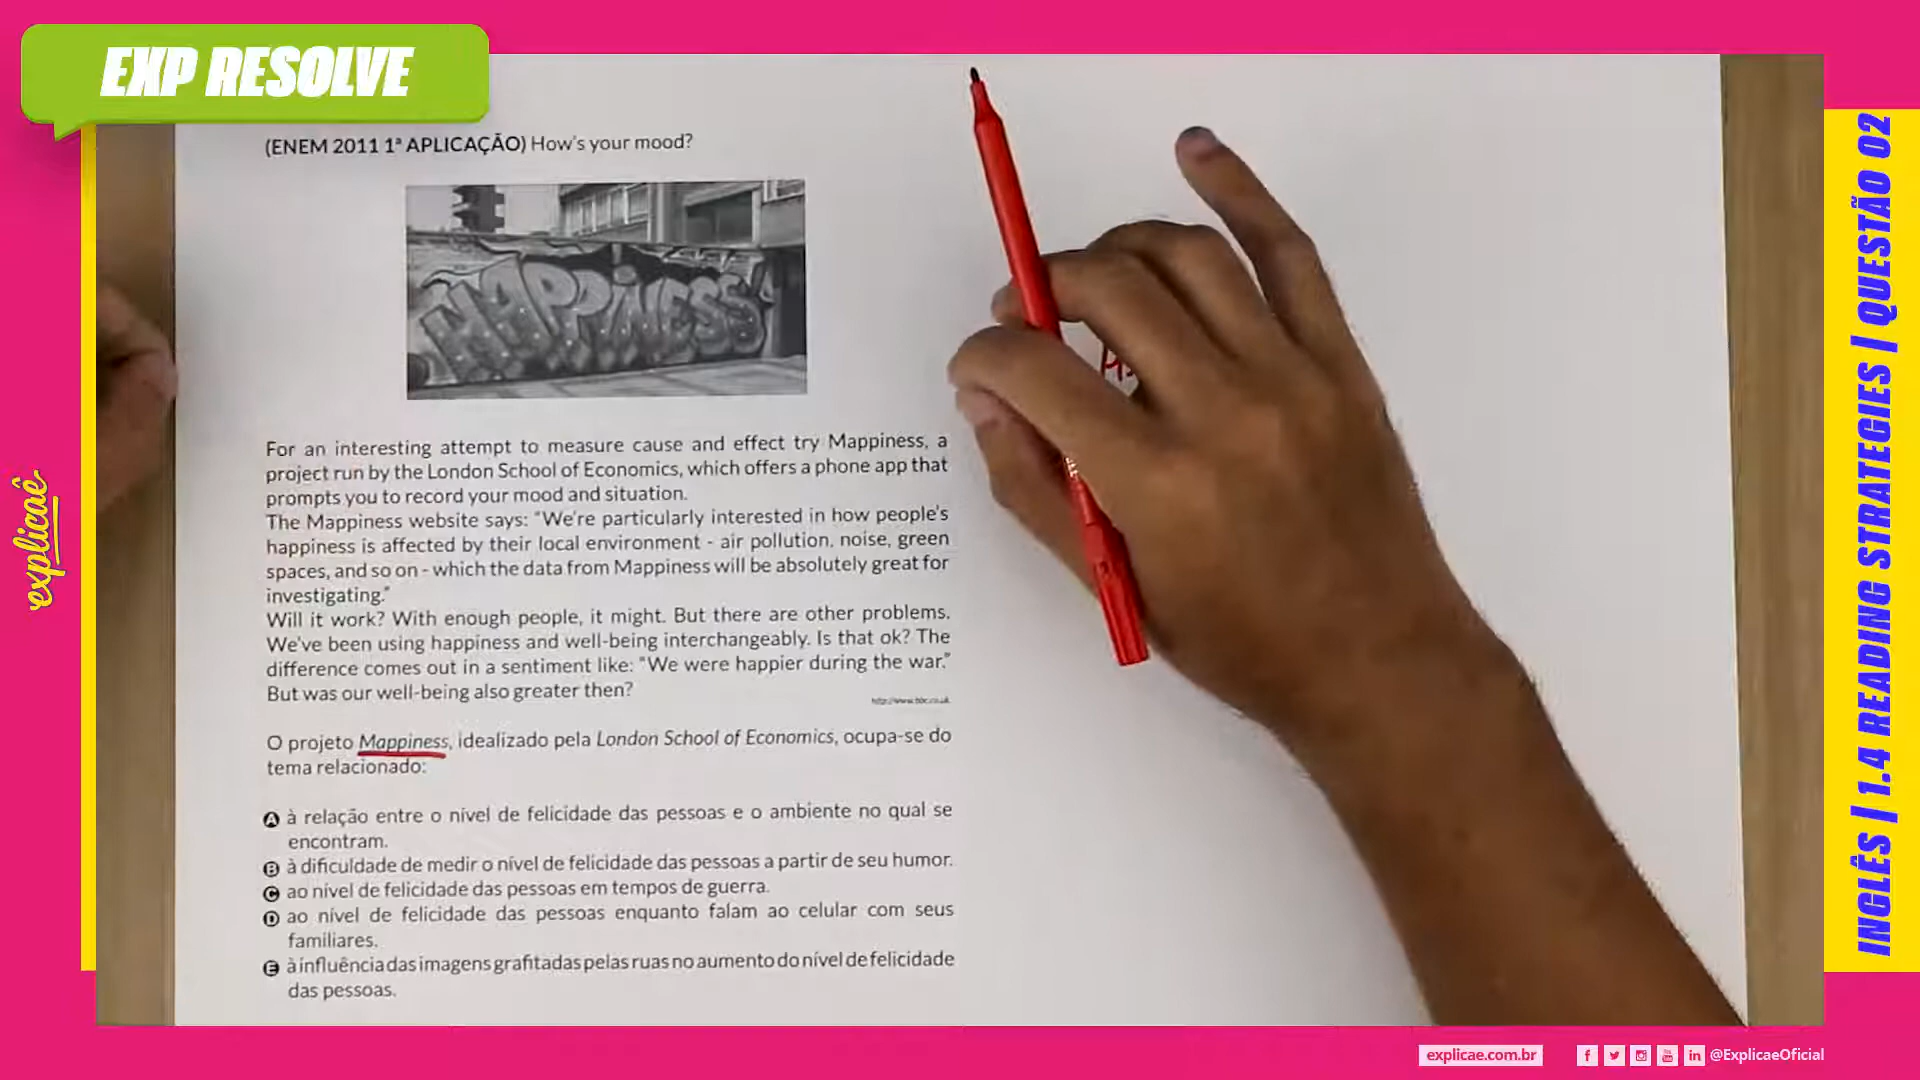 EXP RESOLVE
(ENEM 2011 1ª APLICAÇÃO) How's your mood?
HAPPiNESS
For an interesting attempt to measure cause and effect try Mappiness, a
project run by the London School of Economics, which offers a phone app that
prompts you to record your mood and situation.
The Mappiness website says: "We're particularly interested in how people's
happiness is affected by their local environment - air pollution, noise, green
spaces, and so on - which the data from Mappiness will be absolutely great for
investigating."
Will it work? With enough people, it might. But there are other problems.
We've been using happiness and well-being interchangeably. Is that ok? The
difference comes out in a sentiment like: "We were happier during the war."
But was our well-being also greater then?
http://www.bbc.co.uk
O projeto Mappiness, idealizado pela London School of Economics, ocupa-se do
tema relacionado:
A à relação entre o nível de felicidade das pessoas e o ambiente no qual se
encontram.
B à dificuldade de medir o nível de felicidade das pessoas a partir de seu humor.
C ao nível de felicidade das pessoas em tempos de guerra.
D ao nível de felicidade das pessoas enquanto falam ao celular com seus
familiares.
E à influência das imagens grafitadas pelas ruas no aumento do nível de felicidade
das pessoas.
explicaê
INGLÊS | 1.4 READING STRATEGIES | QUESTÃO 02
explicae.com.br
@ExplicaeOficial